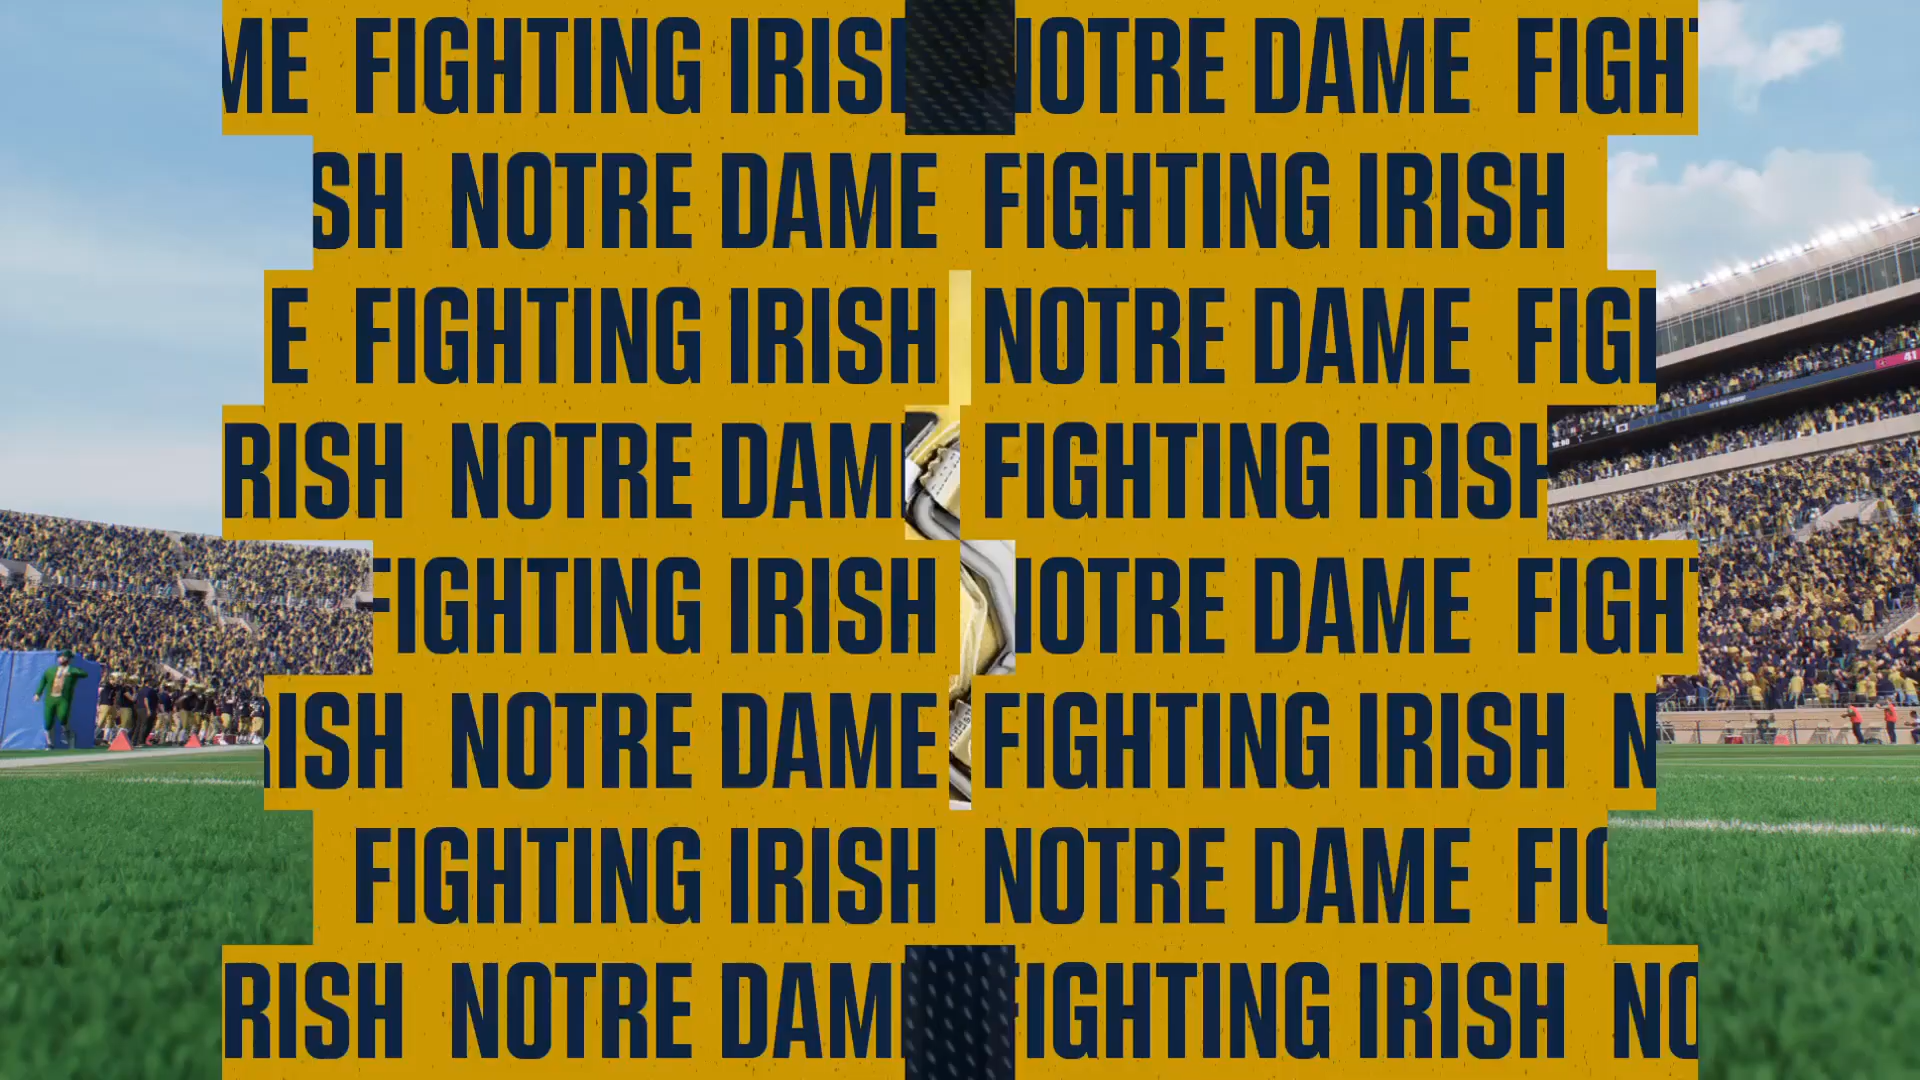 ME FIGHTING IRISH NOTRE DAME FIGHT
SH NOTRE DAME FIGHTING IRISH
E FIGHTING IRISH NOTRE DAME FIGH
RISH NOTRE DAME FIGHTING IRISH
FIGHTING IRISH NOTRE DAME FIGHT
RISH NOTRE DAME FIGHTING IRISH N
FIGHTING IRISH NOTRE DAME FIG
RISH NOTRE DAME FIGHTING IRISH NO
41